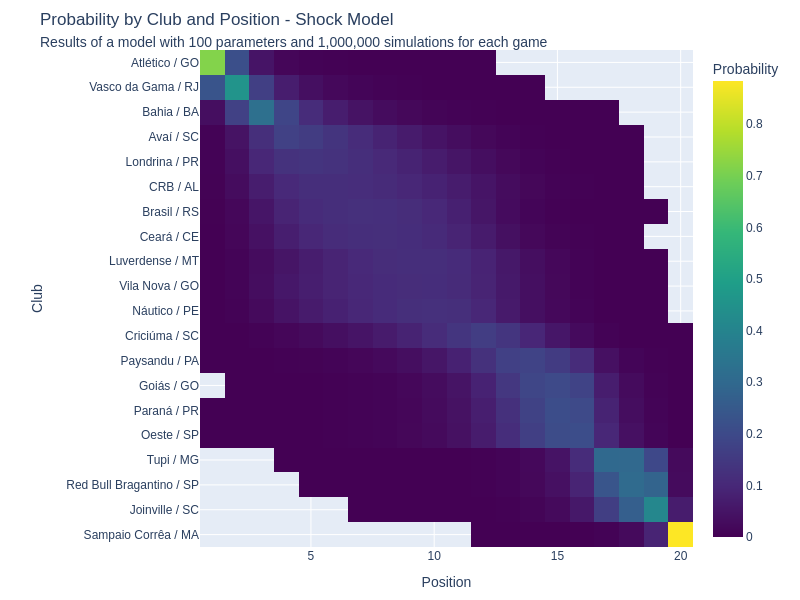 Probability by Club and Position - Shock Model
Results of a model with 100 parameters and 1,000,000 simulations for each game
Probability
Atlético / GO
Vasco da Gama / RJ
Bahia / BA
Avaí / SC
Londrina / PR
CRB / AL
Brasil / RS
Ceará / CE
Luverdense / MT
Vila Nova / GO
Náutico / PE
Criciúma / SC
Paysandu / PA
Goiás / GO
Paraná / PR
Oeste / SP
Tupi / MG
Red Bull Bragantino / SP
Joinville / SC
Sampaio Corrêa / MA
Club
5
10
15
20
Position
0.8
0.7
0.6
0.5
0.4
0.3
0.2
0.1
0